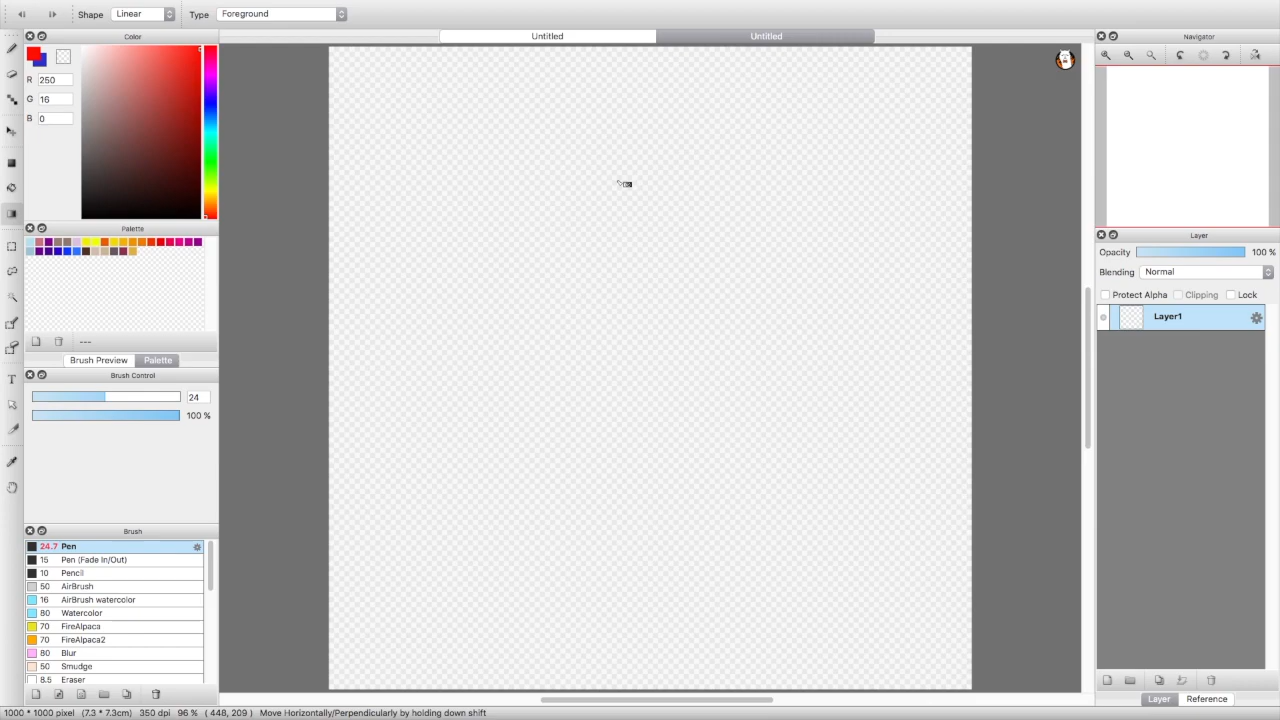 Shape Linear Type Foreground
Color
Untitled
Untitled
Navigator
R 250
G 16
B 0
Palette
---
Brush Preview
Palette
Brush Control
24
100 %
Brush
24.7 Pen
15 Pen (Fade In/Out)
10 Pencil
50 AirBrush
16 AirBrush watercolor
80 Watercolor
70 FireAlpaca
70 FireAlpaca2
80 Blur
50 Smudge
8.5 Eraser
Layer
Opacity 100 %
Blending Normal
Protect Alpha Clipping Lock
Layer1
Layer
Reference
1000 * 1000 pixel (7.3 * 7.3cm) 350 dpi 96 % ( 448, 209 ) Move Horizontally/Perpendicularly by holding down shift